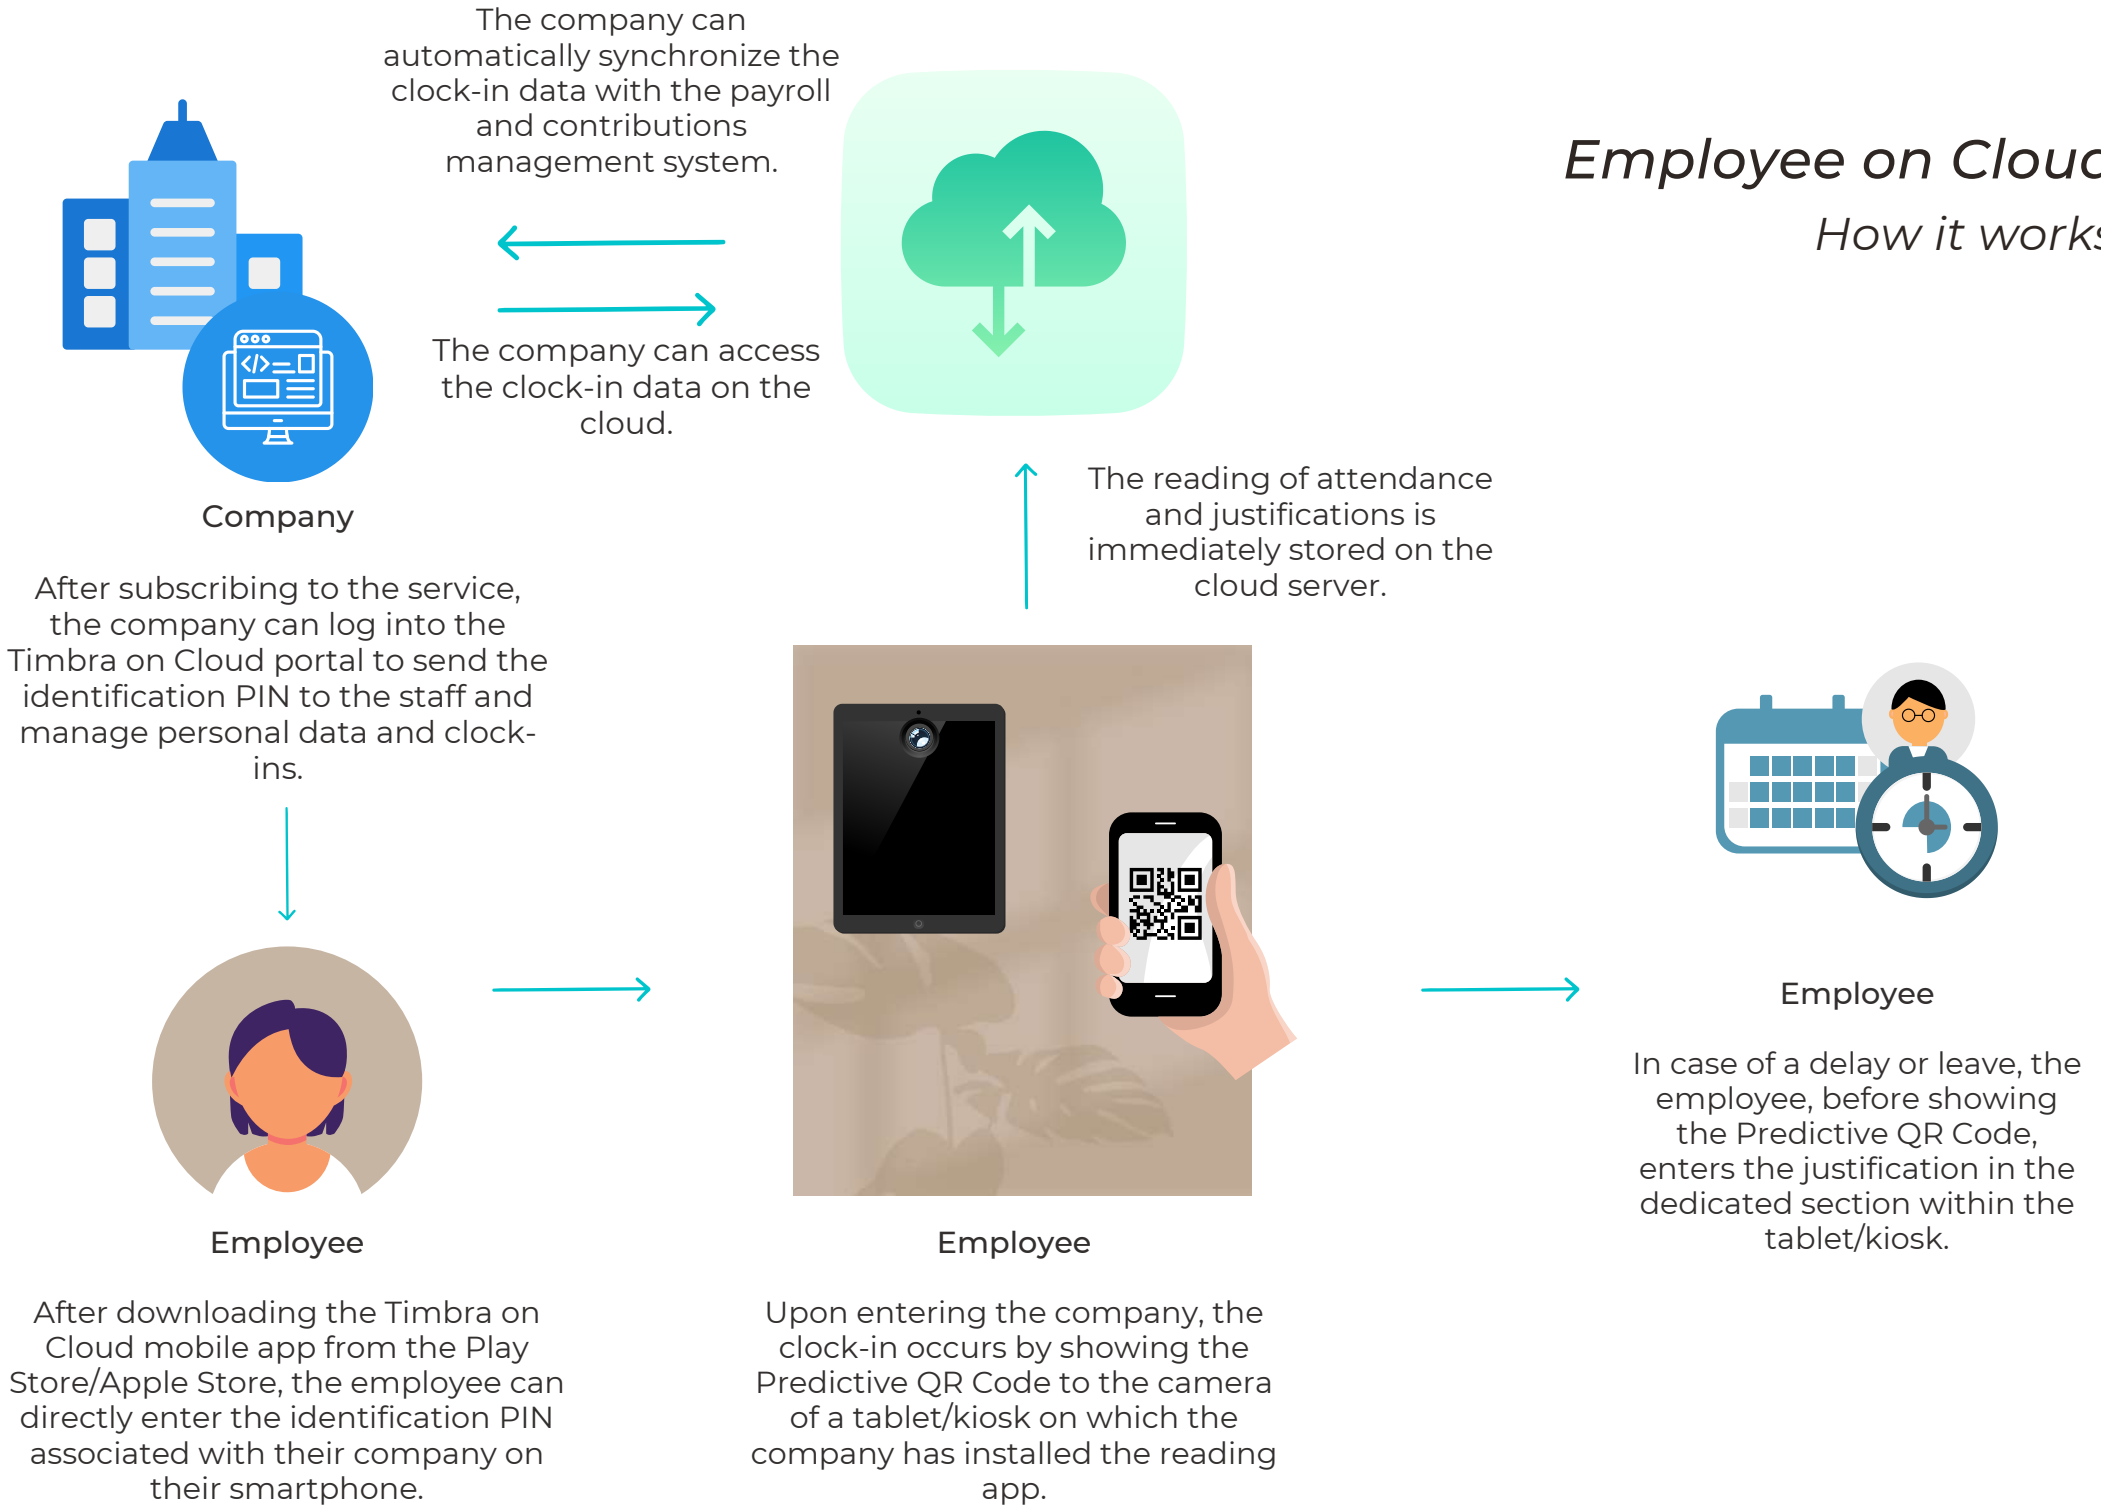 The company can
automatically synchronize the
clock-in data with the payroll
and contributions
management system.
Employee on Cloud
How it works
The company can access
the clock-in data on the
cloud.
Company
After subscribing to the service,
the company can log into the
Timbra on Cloud portal to send the
identification PIN to the staff and
manage personal data and clock-
ins.
The reading of attendance
and justifications is
immediately stored on the
cloud server.
Employee
After downloading the Timbra on
Cloud mobile app from the Play
Store/Apple Store, the employee can
directly enter the identification PIN
associated with their company on
their smartphone.
Employee
Upon entering the company, the
clock-in occurs by showing the
Predictive QR Code to the camera
of a tablet/kiosk on which the
company has installed the reading
app.
Employee
In case of a delay or leave, the
employee, before showing
the Predictive QR Code,
enters the justification in the
dedicated section within the
tablet/kiosk.